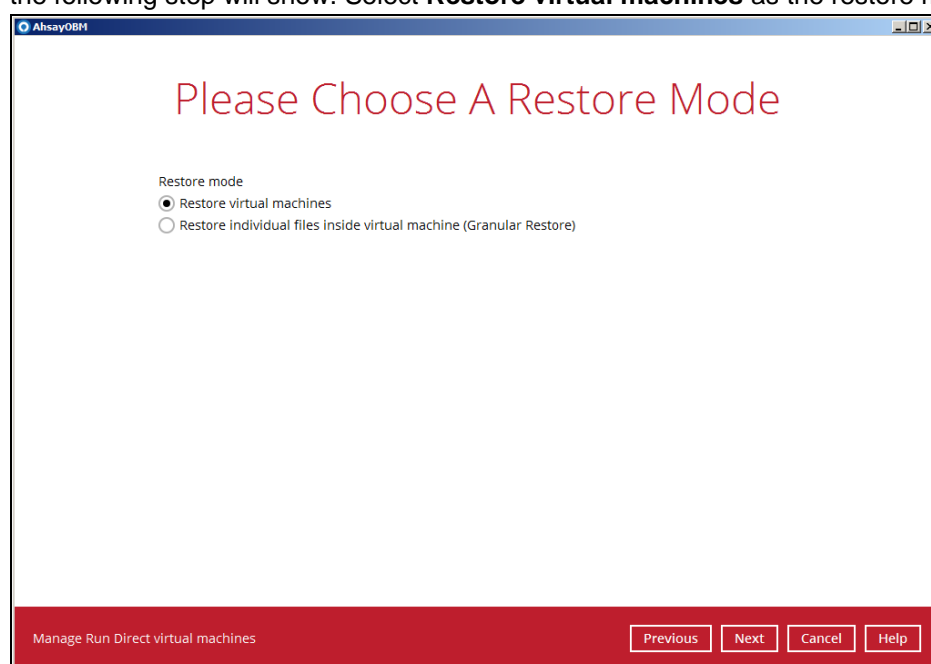 the following step will show. Select Restore virtual machines as the restore
AhsayOBM
Please Choose A Restore Mode
Restore mode
Restore virtual machines
Restore individual files inside virtual machine (Granular Restore)
Manage Run Direct virtual machines
Previous Next Cancel Help